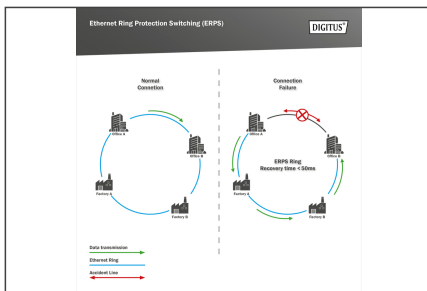 Ethernet Ring Protection Switching (ERPS)
DIGITUS®
Normal
Connetion
Office A
Office B
Factory A
Factory B
Connection
Failure
Office A
Office B
ERPS Ring
Recovery time <50ms
Factory A
Factory B
Data transmission
Ethernet Ring
Accident Line